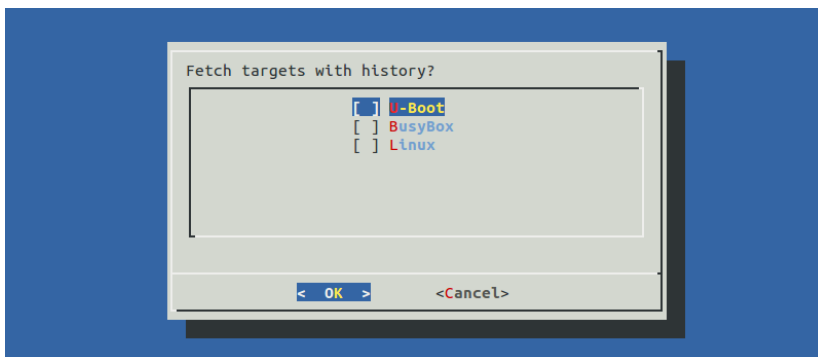 Fetch targets with history?
[ ] U-Boot
[ ] BusyBox
[ ] Linux
< OK > <Cancel>